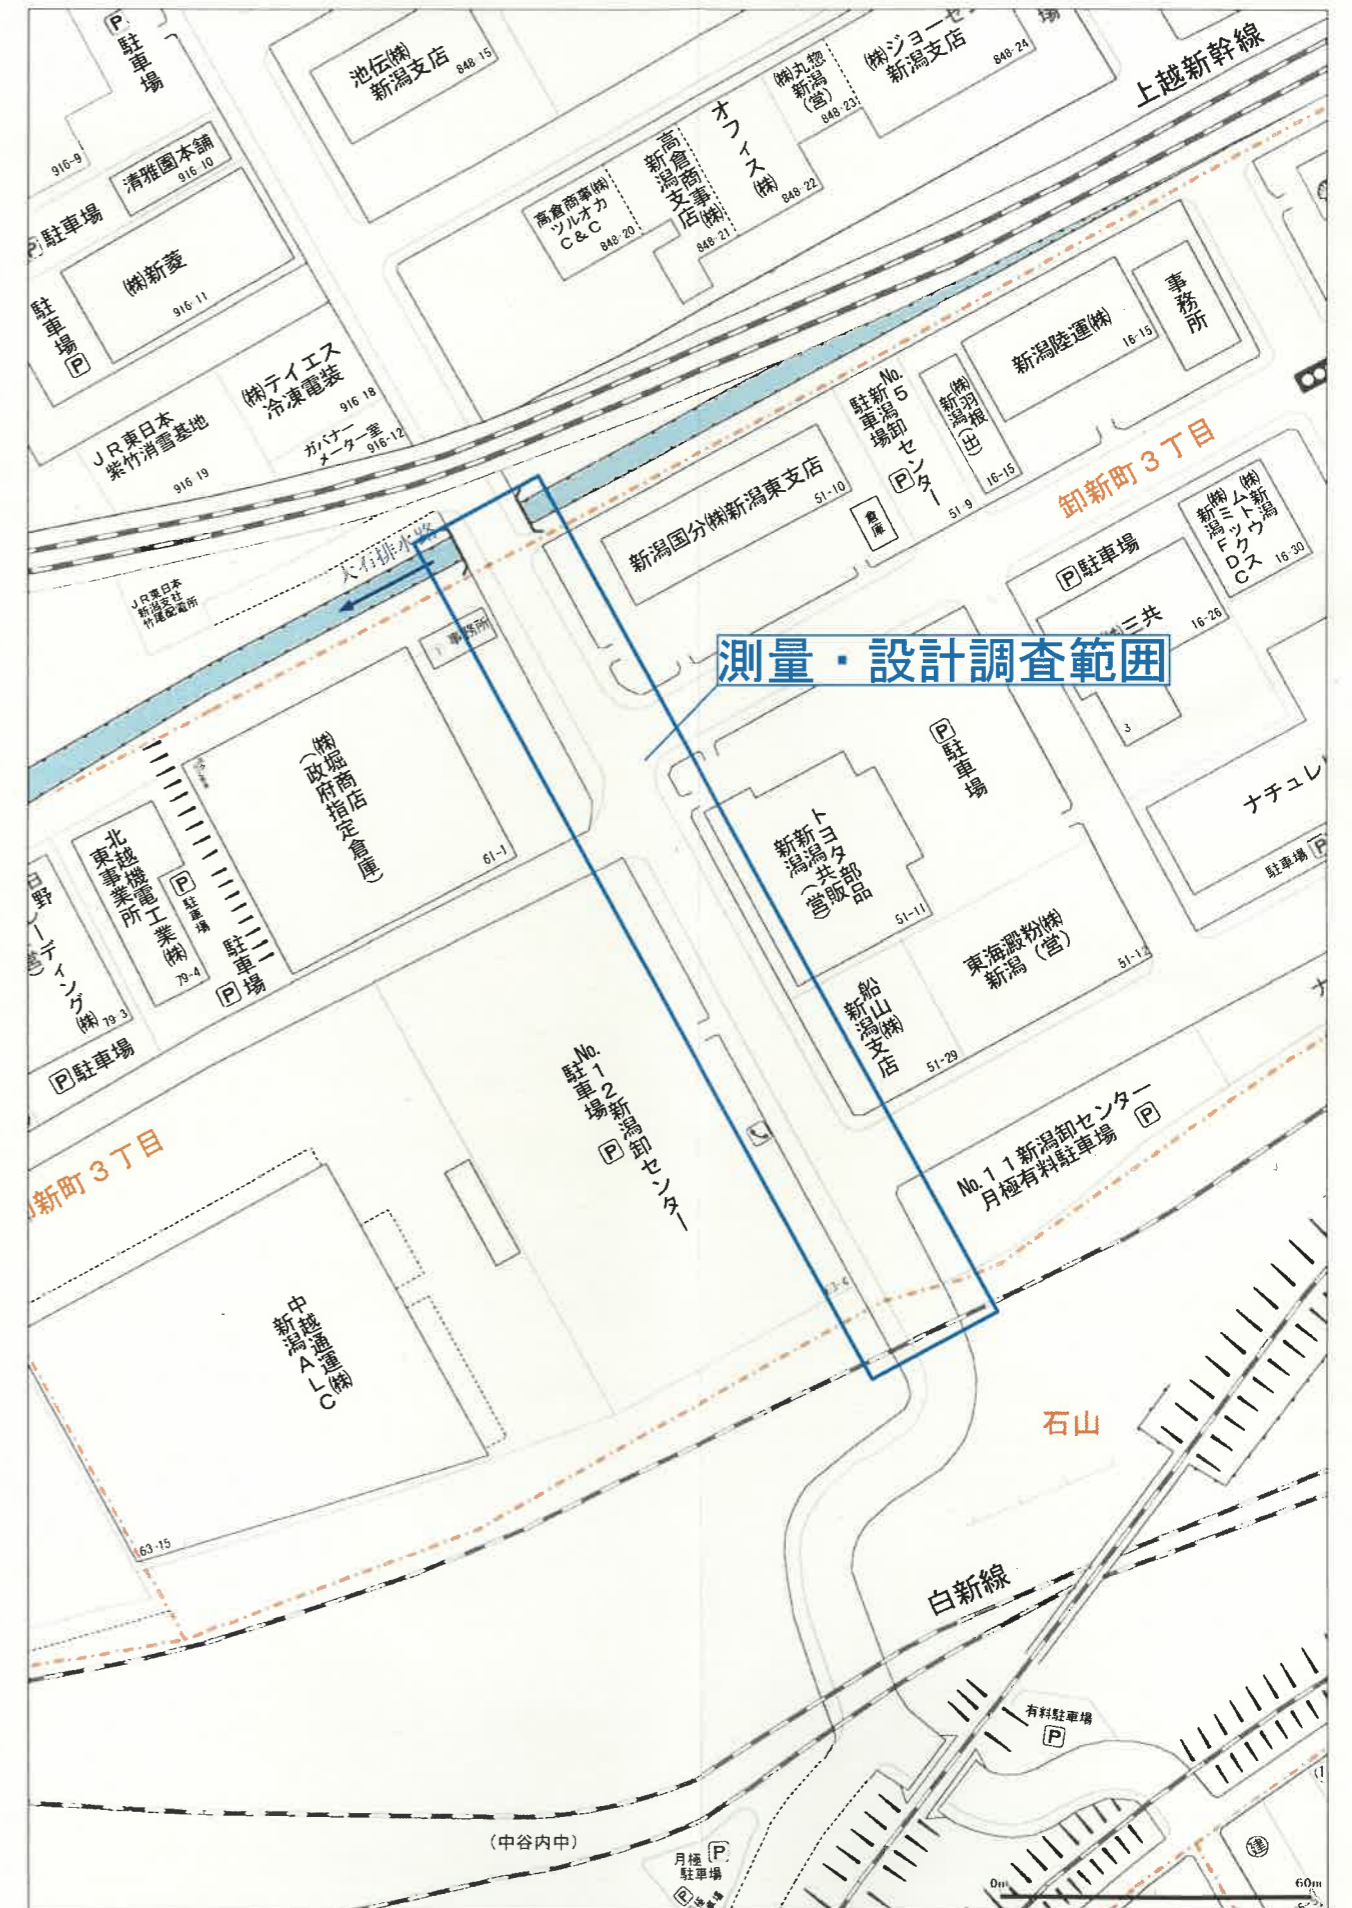 P
駐車場
池伝(株)
新潟支店
848-15
(株)丸惣
新潟
(営)
848-23
(株)ジョーセ
新潟支店
848-24
場
上越新幹線
916-9
清雅園本舗
916-10
P駐車場
(株)新菱
916-11
駐車場
P
高倉商事(株)
ツルオカ
C&C
848-20
高倉商事(株)
新潟支店
848-21
オフィス(株)
848-22
(株)テイエス
冷凍電装
916-18
JR東日本
紫竹消雪基地
916-19
ガバナー
メーター室
916-12
事務所
新潟陸運(株)
16-15
(株)羽根
新潟(出)
16-15
No.5
新潟卸センター
駐車場
P
51-9
新潟国分(株)新潟東支店
51-10
倉庫
卸新町3丁目
(株)新潟
ムトウ
(株)ミックス
新潟FDC
16-30
P駐車場
三共
16-26
3
大石排水路
JR東日本
新潟支社
竹尾配電所
事務所
測量・設計調査範囲
(株)堀商店
(政府指定倉庫)
61-1
P
駐車場
ナチュレ
駐車場 P
トヨタ部品
新潟共販
新潟(営)
51-11
東海澱粉(株)
新潟(営)
51-12
船山(株)
新潟支店
51-29
北越機電工業(株)
東事業所
79-4
P
駐車場
駐車場
P
日野
ーディング(株)
79-3
P駐車場
No.12新潟卸センター
駐車場
P
No.11新潟卸センター
月極有料駐車場
P
新町3丁目
中越通運(株)
新潟ALC
63-15
石山
白新線
有料駐車場
P
(中谷内中)
月極
P
駐車場
P
建
0m
60m